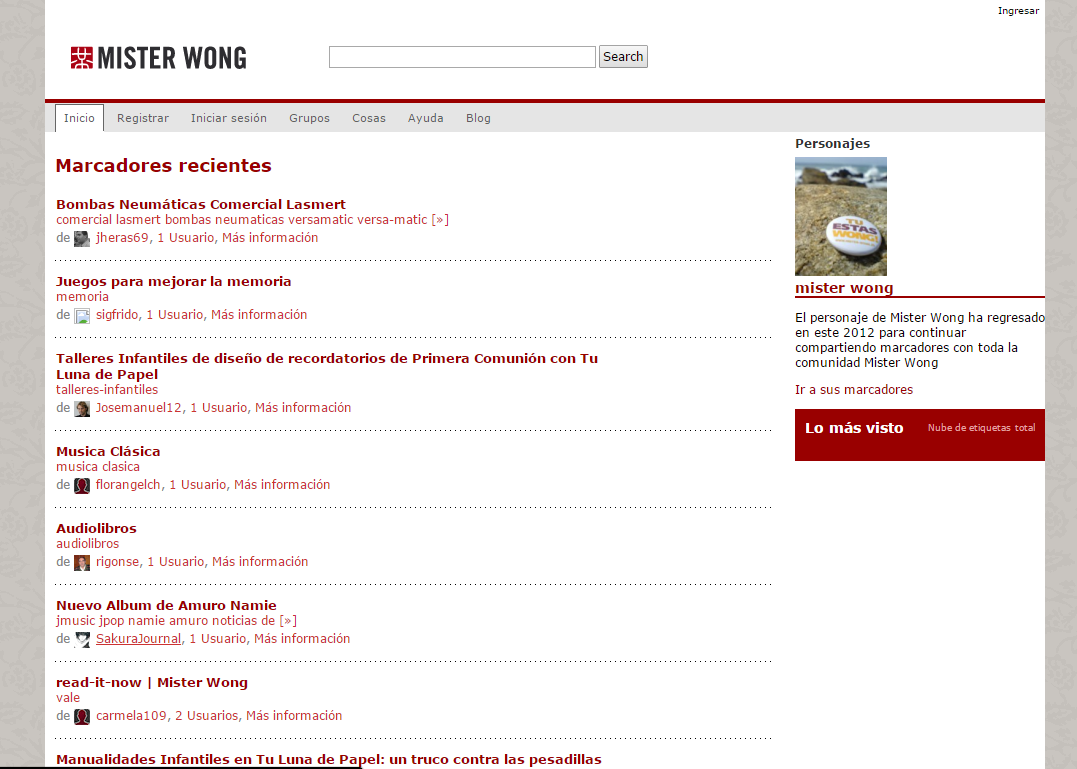 Ingresar
MISTER WONG
Search
Inicio Registrar Iniciar sesión Grupos Cosas Ayuda Blog
Marcadores recientes
Bombas Neumáticas Comercial Lasmert
comercial lasmert bombas neumaticas versamatic versa-matic [»]
de jheras69, 1 Usuario, Más información
Juegos para mejorar la memoria
memoria
de sigfrido, 1 Usuario, Más información
Talleres Infantiles de diseño de recordatorios de Primera Comunión con Tu
Luna de Papel
talleres-infantiles
de Josemanuel12, 1 Usuario, Más información
Musica Clásica
musica clasica
de florangelch, 1 Usuario, Más información
Audiolibros
audiolibros
de rigonse, 1 Usuario, Más información
Nuevo Album de Amuro Namie
jmusic jpop namie amuro noticias de [»]
de SakuraJournal, 1 Usuario, Más información
read-it-now | Mister Wong
vale
de carmela109, 2 Usuarios, Más información
Manualidades Infantiles en Tu Luna de Papel: un truco contra las pesadillas
Personajes
TU
ESTAS
WONG!
mister wong
El personaje de Mister Wong ha regresado
en este 2012 para continuar
compartiendo marcadores con toda la
comunidad Mister Wong
Ir a sus marcadores
Lo más visto Nube de etiquetas total